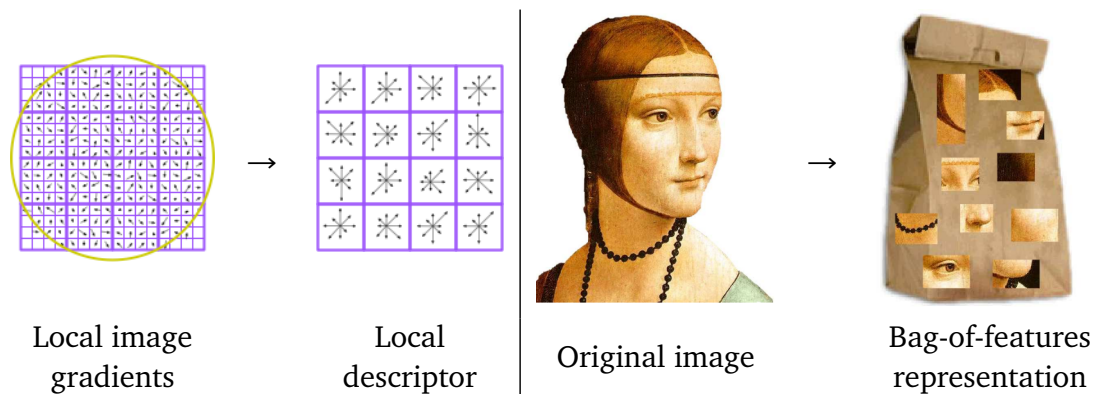 Local image
gradients
Local
descriptor
Original image
Bag-of-features
representation